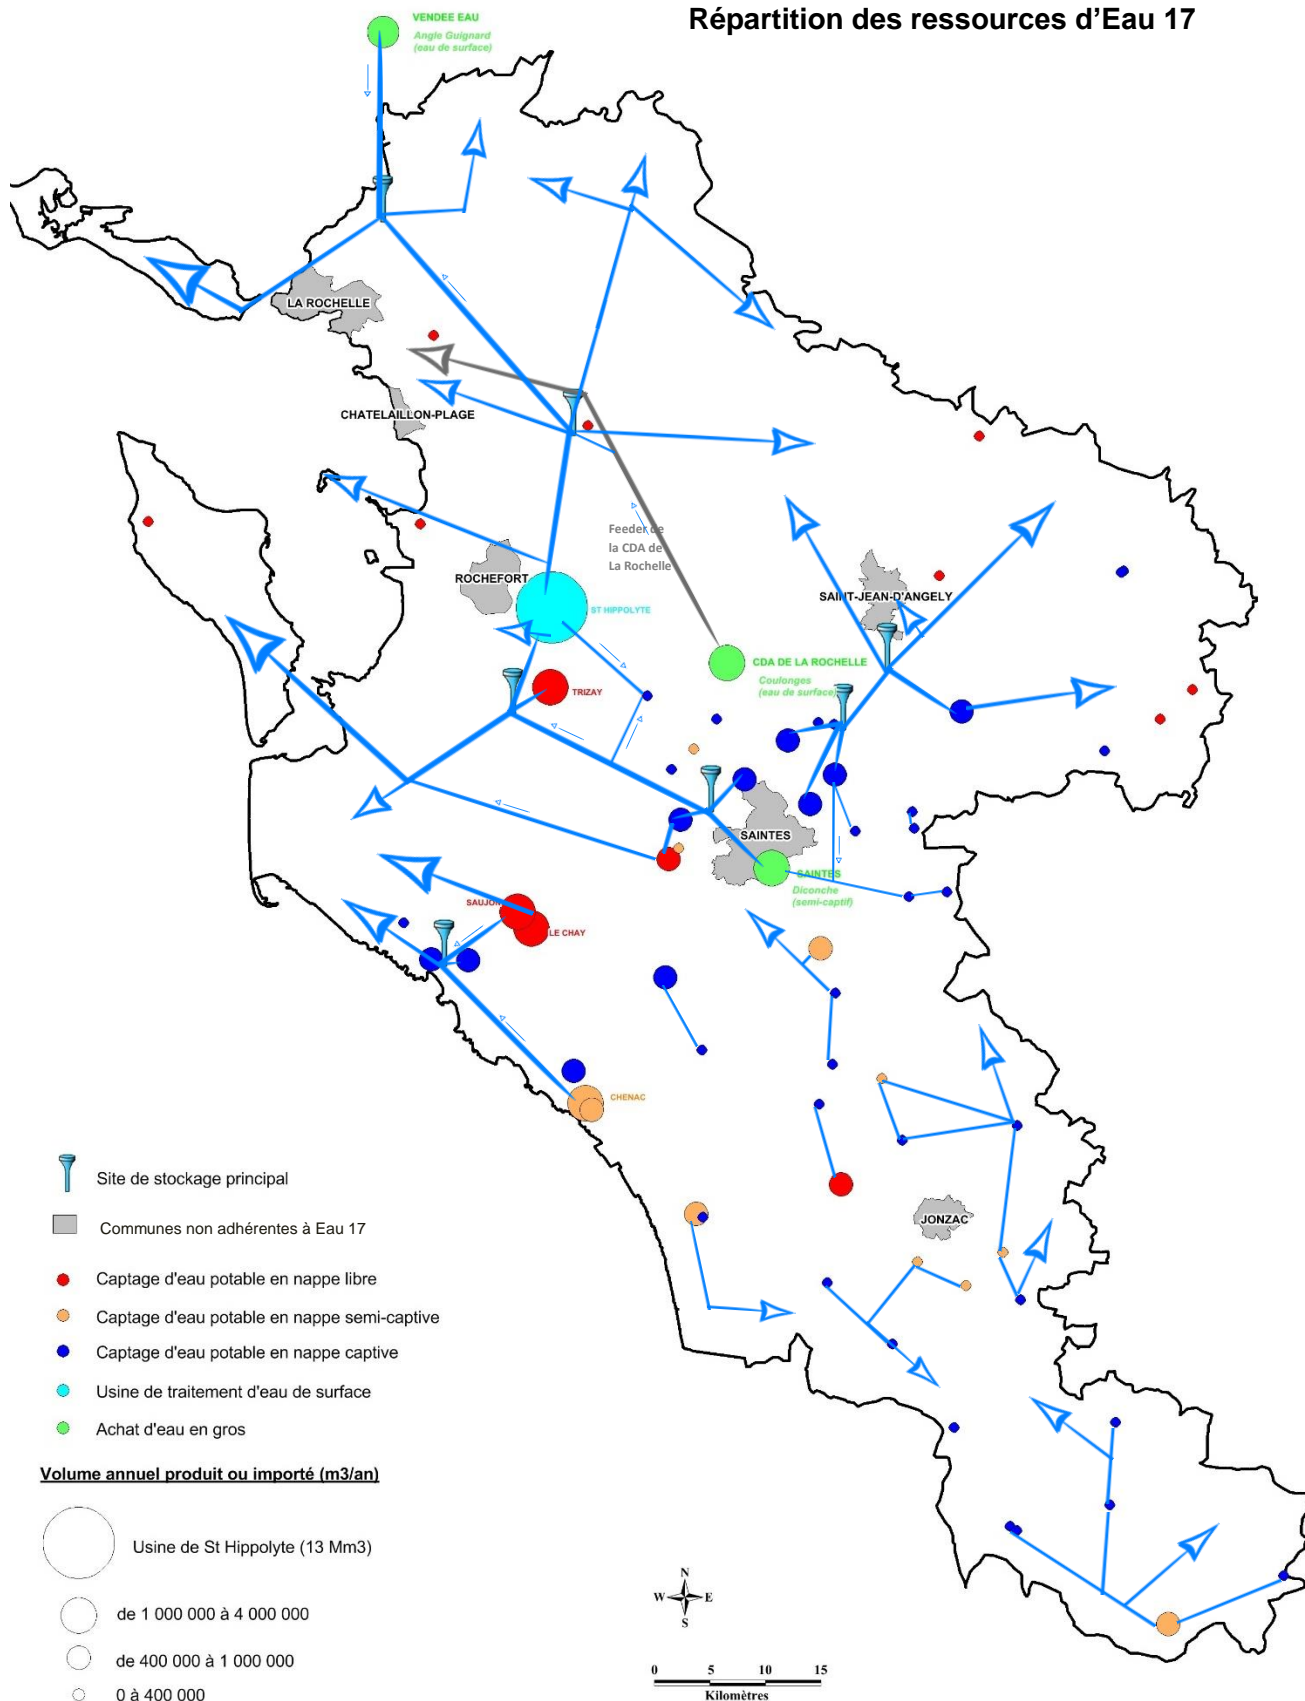 Répartition des ressources d’Eau 17
VENDEE EAU
Angle Guignard
(eau de surface)
LA ROCHELLE
CHATELAILLON-PLAGE
Feeder de
la CDA de
La Rochelle
ROCHEFORT
ST HIPPOLYTE
SAINT-JEAN-D'ANGELY
CDA DE LA ROCHELLE
Coulonges
(eau de surface)
TRIZAY
SAINTES
SAINTES
Diconche
(semi-captif)
SAUJON
LE CHAY
CHENAC
JONZAC
Site de stockage principal
Communes non adhérentes à Eau 17
Captage d'eau potable en nappe libre
Captage d'eau potable en nappe semi-captive
Captage d'eau potable en nappe captive
Usine de traitement d'eau de surface
Achat d'eau en gros
Volume annuel produit ou importé (m3/an)
Usine de St Hippolyte (13 Mm3)
de 1 000 000 à 4 000 000
de 400 000 à 1 000 000
0 à 400 000
N
W E
S
0 5 10 15
Kilomètres